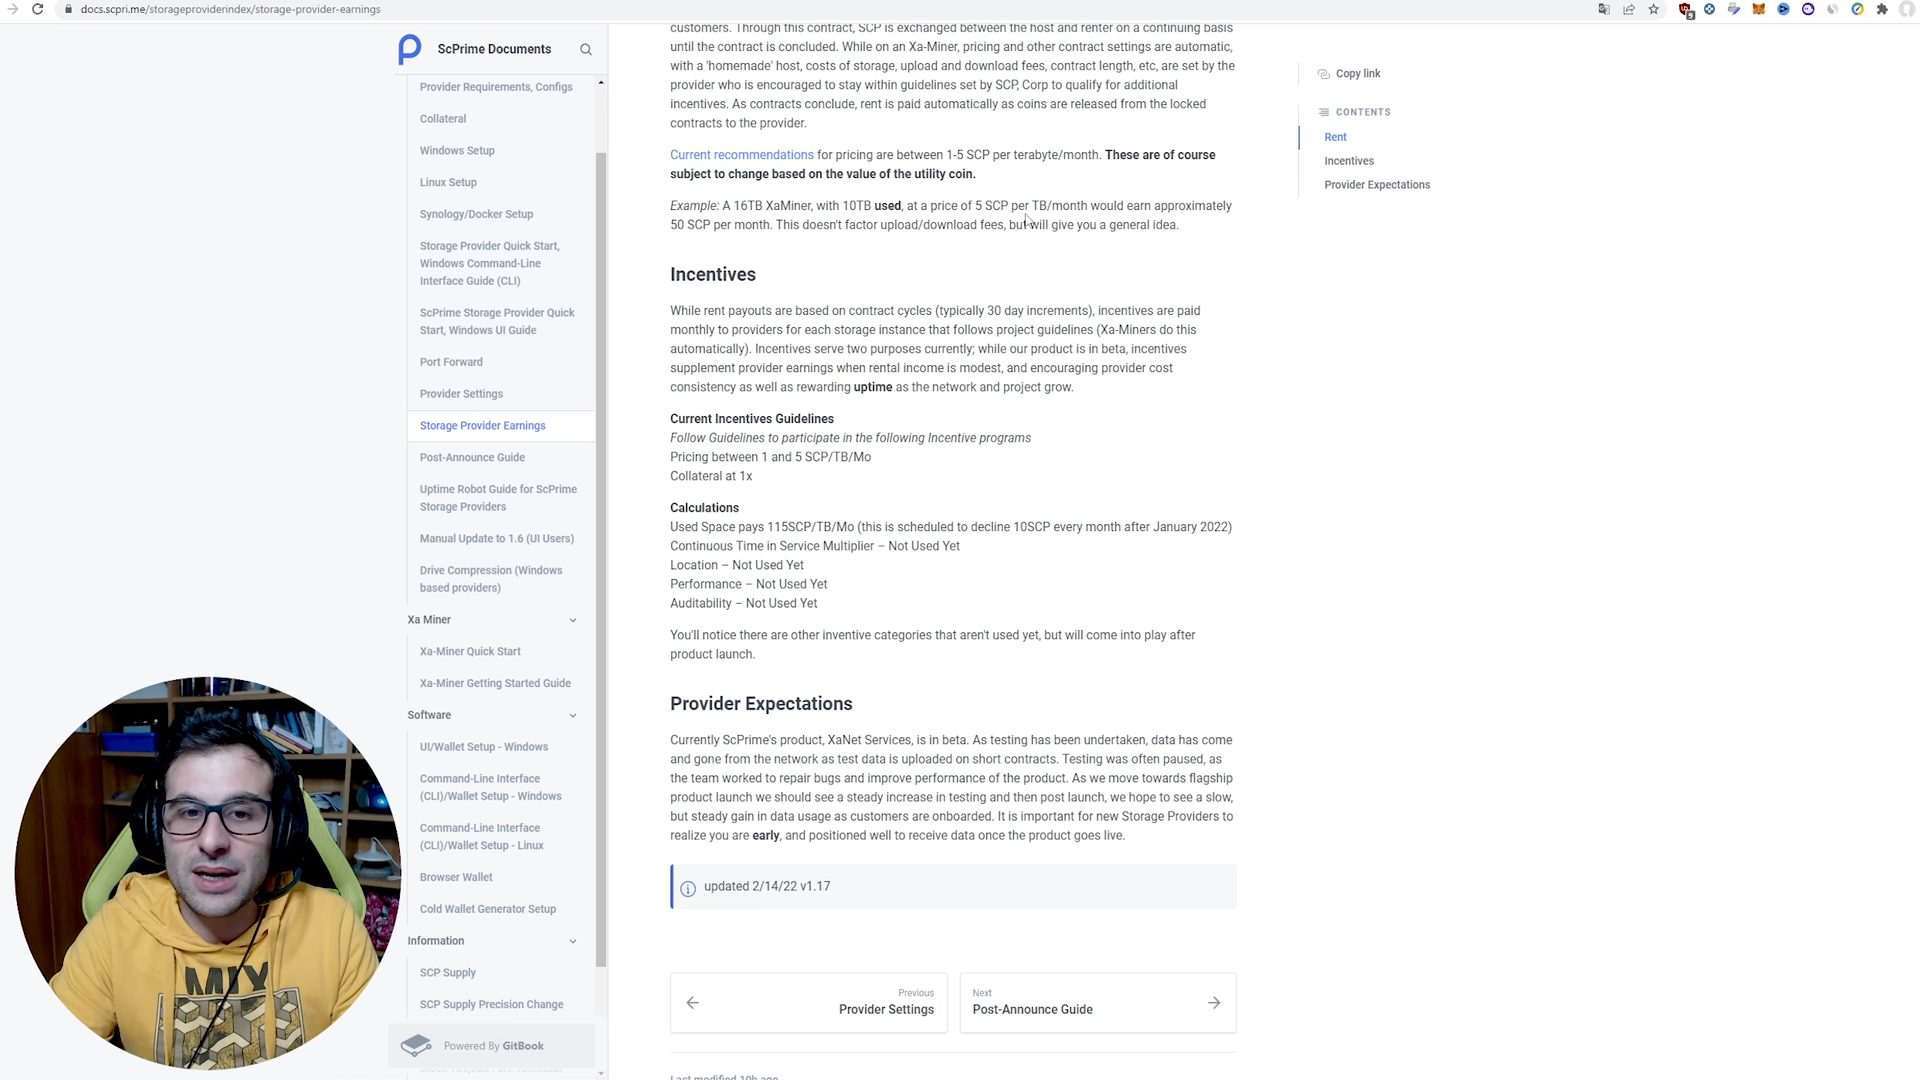 docs.scpri.me/storageproviderindex/storage-provider-earnings
ScPrime Documents
Provider Requirements, Configs
Collateral
Windows Setup
Linux Setup
Synology/Docker Setup
Storage Provider Quick Start,
Windows Command-Line
Interface Guide (CLI)
ScPrime Storage Provider Quick
Start, Windows UI Guide
Port Forward
Provider Settings
Storage Provider Earnings
Post-Announce Guide
Uptime Robot Guide for ScPrime
Storage Providers
Manual Update to 1.6 (UI Users)
Drive Compression (Windows
based providers)
Xa Miner
Xa-Miner Quick Start
Xa-Miner Getting Started Guide
Software
UI/Wallet Setup - Windows
Command-Line Interface
(CLI)/Wallet Setup - Windows
Command-Line Interface
(CLI)/Wallet Setup - Linux
Browser Wallet
Cold Wallet Generator Setup
Information
SCP Supply
SCP Supply Precision Change
Powered By GitBook
customers. Through this contract, SCP is exchanged between the host and renter on a continuing basis
until the contract is concluded. While on an Xa-Miner, pricing and other contract settings are automatic,
with a 'homemade' host, costs of storage, upload and download fees, contract length, etc, are set by the
provider who is encouraged to stay within guidelines set by SCP, Corp to qualify for additional
incentives. As contracts conclude, rent is paid automatically as coins are released from the locked
contracts to the provider.
Current recommendations for pricing are between 1-5 SCP per terabyte/month. These are of course
subject to change based on the value of the utility coin.
Example: A 16TB XaMiner, with 10TB used, at a price of 5 SCP per TB/month would earn approximately
50 SCP per month. This doesn't factor upload/download fees, but will give you a general idea.
Incentives
While rent payouts are based on contract cycles (typically 30 day increments), incentives are paid
monthly to providers for each storage instance that follows project guidelines (Xa-Miners do this
automatically). Incentives serve two purposes currently; while our product is in beta, incentives
supplement provider earnings when rental income is modest, and encouraging provider cost
consistency as well as rewarding uptime as the network and project grow.
Current Incentives Guidelines
Follow Guidelines to participate in the following Incentive programs
Pricing between 1 and 5 SCP/TB/Mo
Collateral at 1x
Calculations
Used Space pays 115SCP/TB/Mo (this is scheduled to decline 10SCP every month after January 2022)
Continuous Time in Service Multiplier – Not Used Yet
Location – Not Used Yet
Performance – Not Used Yet
Auditability – Not Used Yet
You'll notice there are other inventive categories that aren't used yet, but will come into play after
product launch.
Provider Expectations
Currently ScPrime's product, XaNet Services, is in beta. As testing has been undertaken, data has come
and gone from the network as test data is uploaded on short contracts. Testing was often paused, as
the team worked to repair bugs and improve performance of the product. As we move towards flagship
product launch we should see a steady increase in testing and then post launch, we hope to see a slow,
but steady gain in data usage as customers are onboarded. It is important for new Storage Providers to
realize you are early, and positioned well to receive data once the product goes live.
updated 2/14/22 v1.17
Previous
Provider Settings
Next
Post-Announce Guide
Last modified 10h ago
Copy link
CONTENTS
Rent
Incentives
Provider Expectations
9
MIX